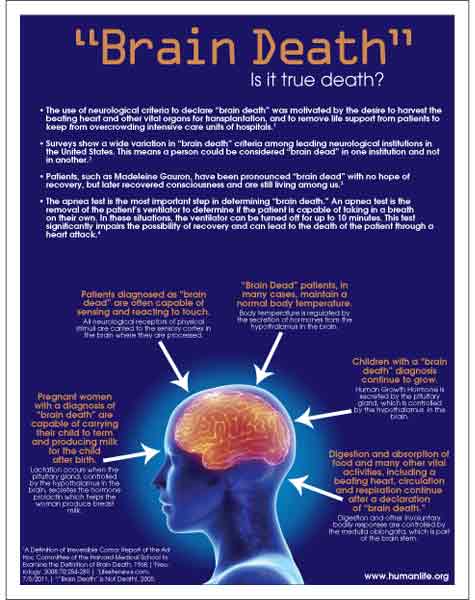 “Brain Death”
Is it true death?
• The use of neurological criteria to declare “brain death” was motivated by the desire to harvest the
beating heart and other vital organs for transplantation, and to remove life support from patients to
keep from overcrowding intensive care units of hospitals.¹
• Surveys show a wide variation in “brain death” criteria among leading neurological institutions in
the United States. This means a person could be considered “brain dead” in one institution and not
in another.²
• Patients, such as Madeleine Gauron, have been pronounced “brain dead” with no hope of
recovery, but later recovered consciousness and are still living among us.³
• The apnea test is the most important step in determining “brain death.” An apnea test is the
removal of the patient’s ventilator to determine if the patient is capable of taking in a breath
on their own. In these situations, the ventilator can be turned off for up to 10 minutes. This test
significantly impairs the possibility of recovery and can lead to the death of the patient through a
heart attack.⁴
Patients diagnosed as “brain
dead” are often capable of
sensing and reacting to touch.
All neurological receptors of physical
stimuli are carried to the sensory cortex in
the brain where they are processed.
“Brain Dead” patients, in
many cases, maintain a
normal body temperature.
Body temperature is regulated by
the secretion of hormones from the
hypothalamus in the brain.
Children with a “brain
death” diagnosis
continue to grow.
Human Growth Hormone is
secreted by the pituitary
gland, which is controlled
by the hypothalamus in the
brain.
Pregnant women
with a diagnosis of
“brain death” are
capable of carrying
their child to term
and producing milk
for the child
after birth.
Lactation occurs when the
pituitary gland, controlled
by the hypothalamus in the
brain, secretes the hormone
prolactin which helps the
woman produce breast
milk.
Digestion and absorption of
food and many other vital
activities, including a
beating heart, circulation
and respiration continue
after a declaration
of “brain death.”
Digestion and other involuntary
bodily responses are controlled by
the medulla oblongata, which is part
of the brain stem.
¹A Definition of Irreversible Coma: Report of the Ad
Hoc Committee of the Harvard Medical School to
Examine the Definition of Brain Death, 1968 | ²Neu-
rology. 2008;70:284-289 | ³LifeSiteNews.com,
7/5/2011. | ⁴“‘Brain Death’ is Not Death!, 2005.
www.humanlife.org